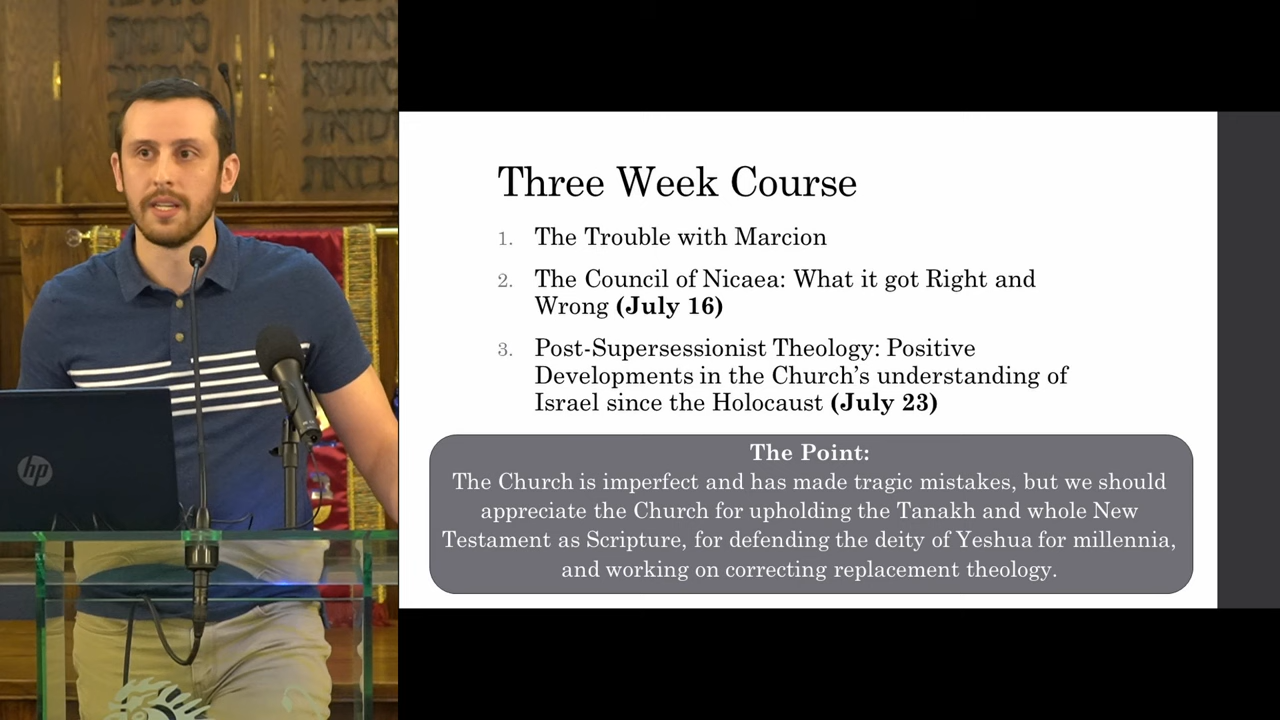 Three Week Course
1. The Trouble with Marcion
2. The Council of Nicaea: What it got Right and
Wrong (July 16)
3. Post-Supersessionist Theology: Positive
Developments in the Church's understanding of
Israel since the Holocaust (July 23)
The Point:
The Church is imperfect and has made tragic mistakes, but we should
appreciate the Church for upholding the Tanakh and whole New
Testament as Scripture, for defending the deity of Yeshua for millennia,
and working on correcting replacement theology.
hp